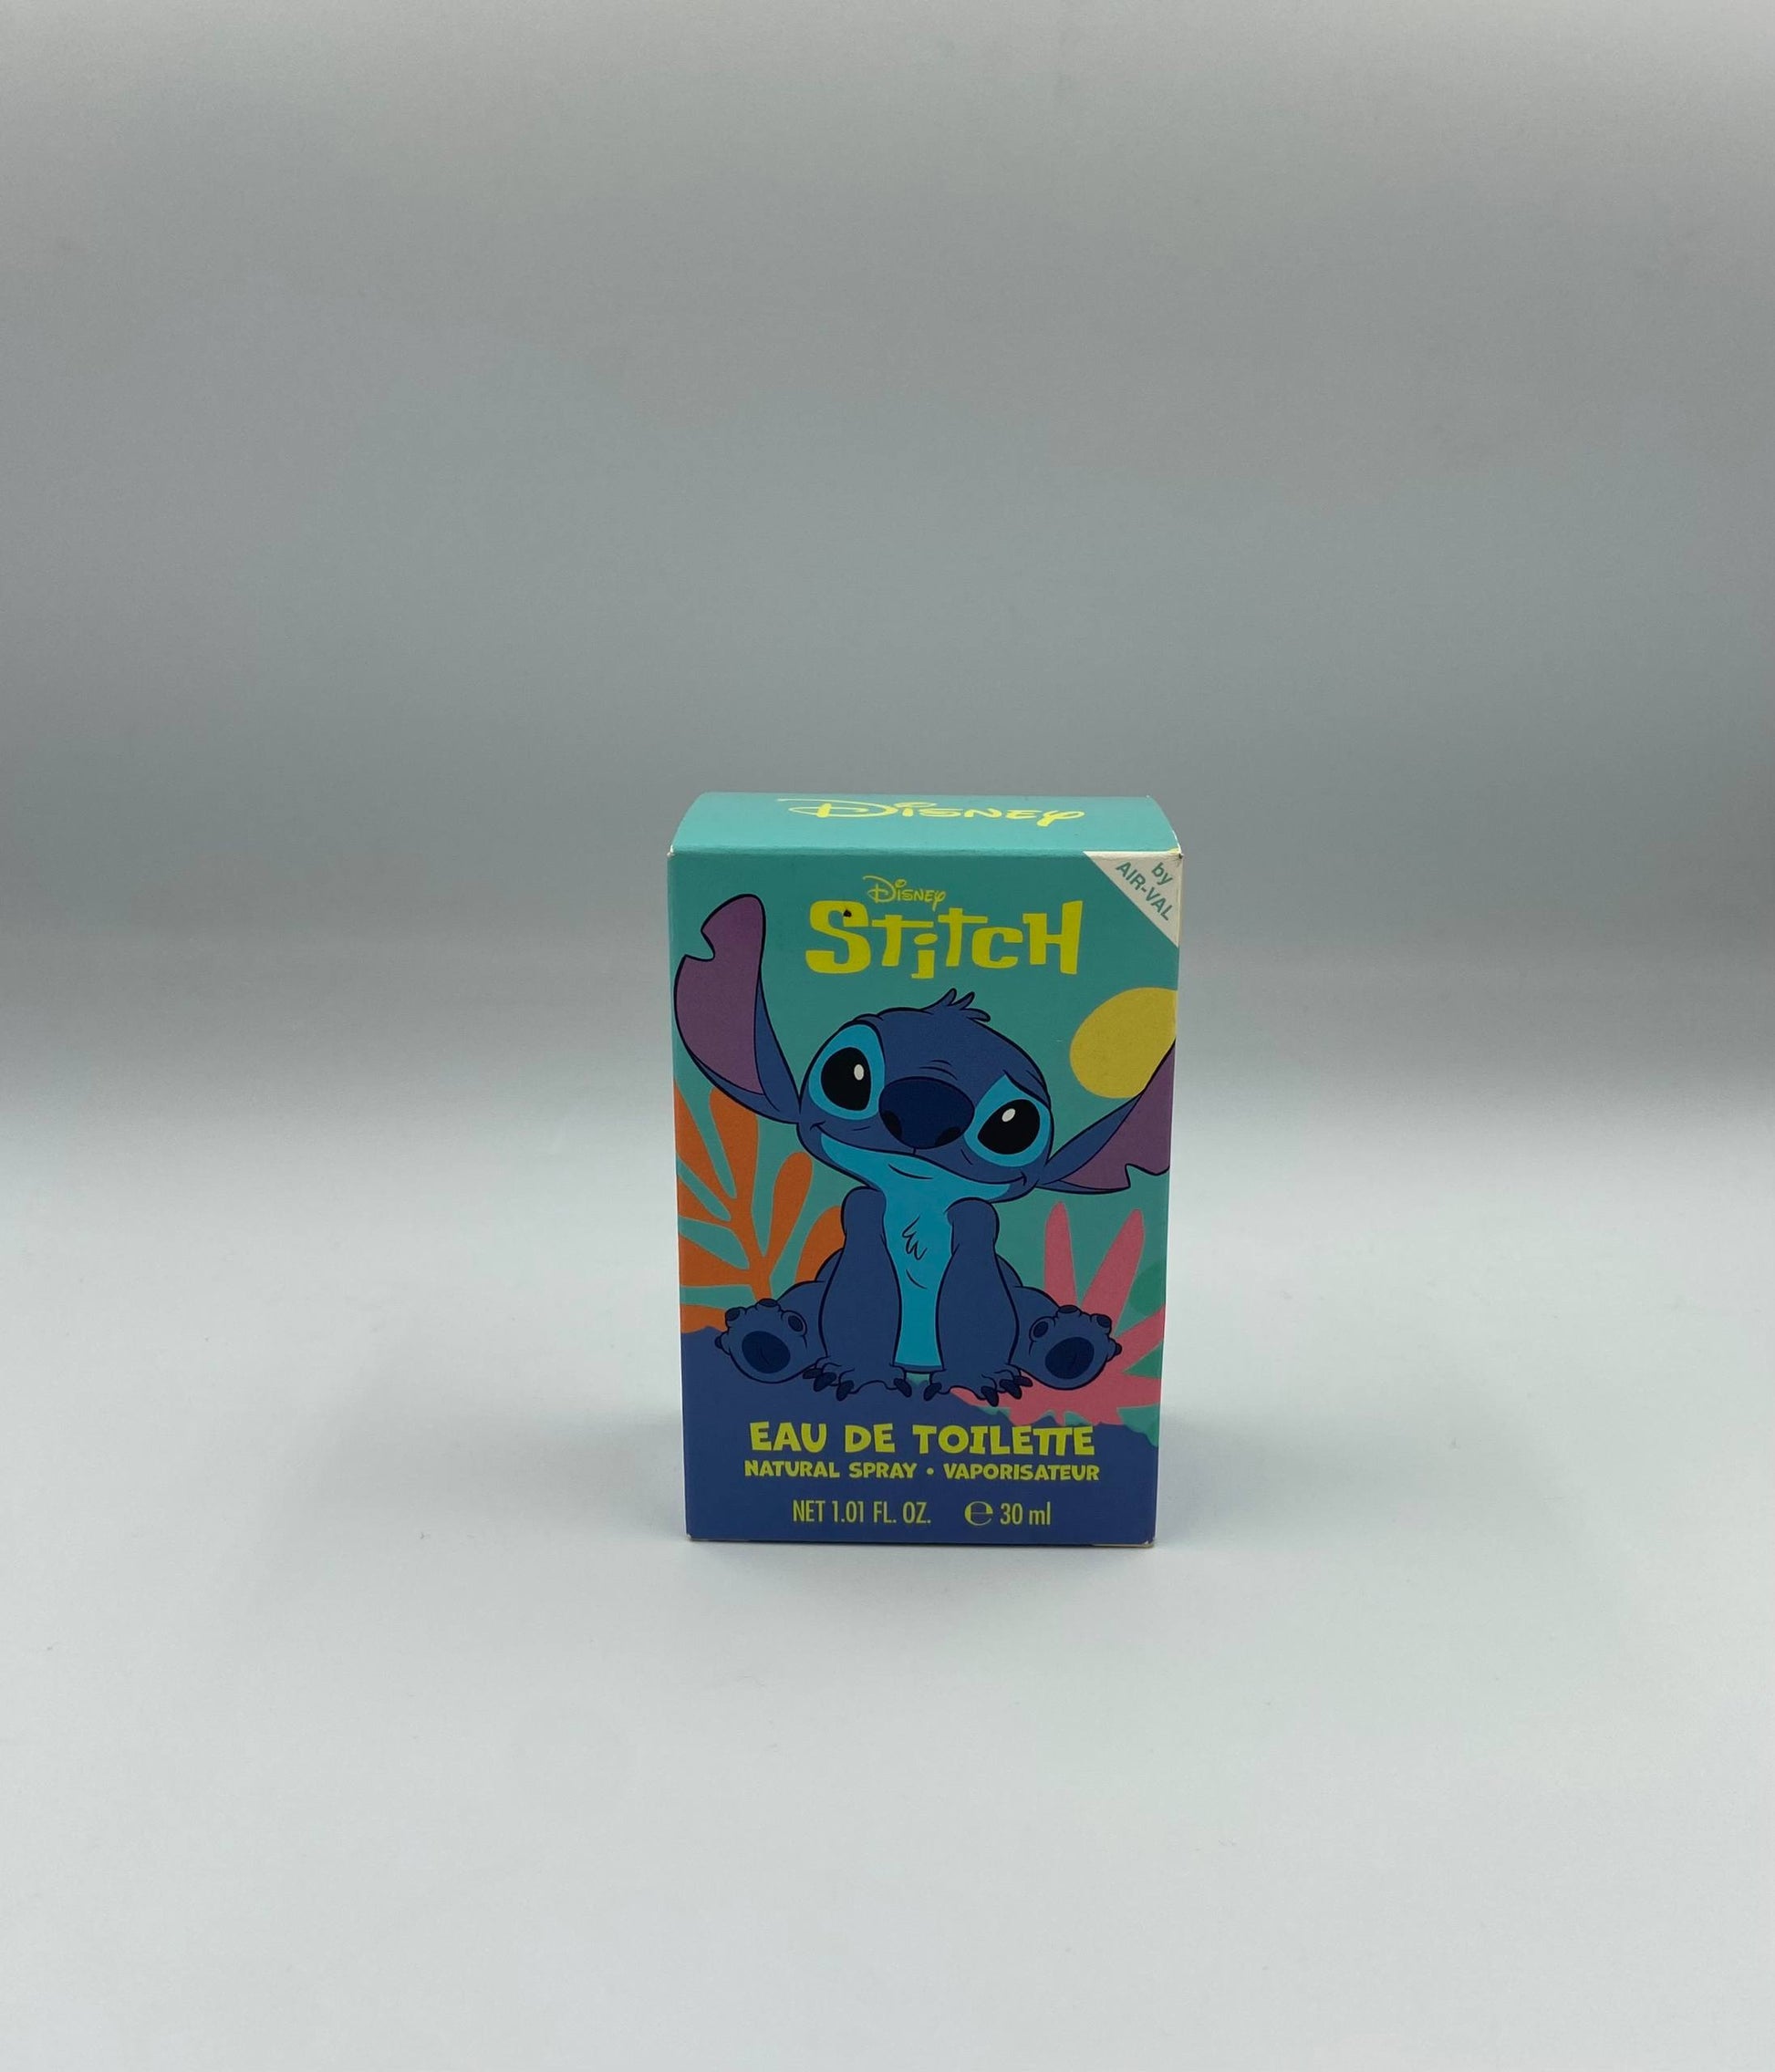 Disney
by
AIR-VAL
Disney
Stitch
EAU DE TOILETTE
NATURAL SPRAY • VAPORISATEUR
NET 1.01 FL. OZ. ℮ 30 ml